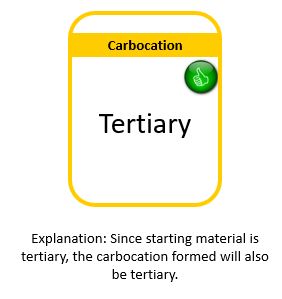 Carbocation
Tertiary
Explanation: Since starting material is
tertiary, the carbocation formed will also
be tertiary.